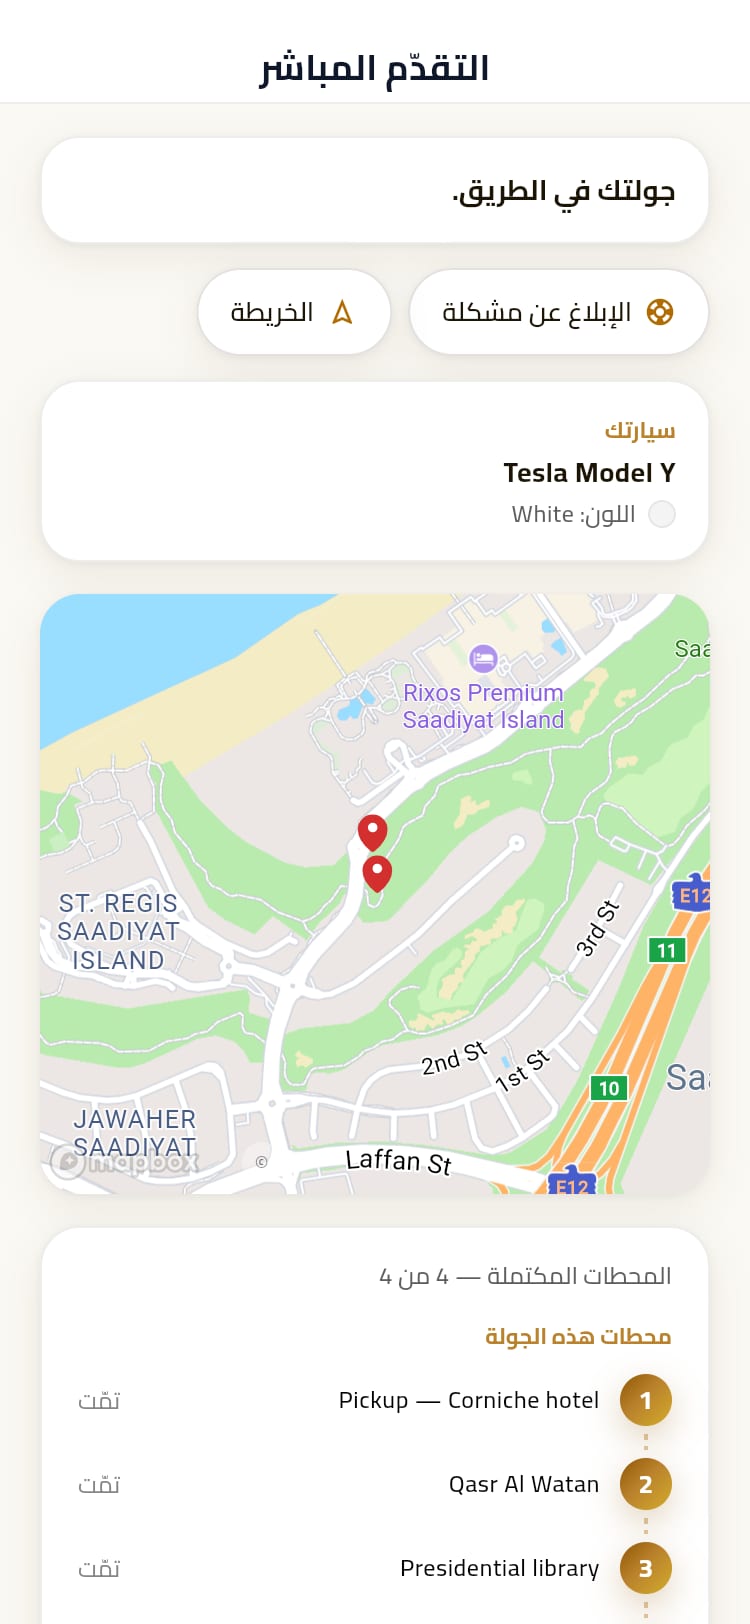 التقدّم المباشر
جولتك في الطريق.
الإبلاغ عن مشكلة
الخريطة
سيارتك
Tesla Model Y
اللون: White
Rixos Premium
Saadiyat Island
ST. REGIS
SAADIYAT
ISLAND
3rd St
E12
11
2nd St
1st St
10
JAWAHER
SAADIYAT
mapbox
©
Laffan St
E12
المحطات المكتملة — 4 من 4
محطات هذه الجولة
1 Pickup — Corniche hotel تمّت
2 Qasr Al Watan تمّت
3 Presidential library تمّت